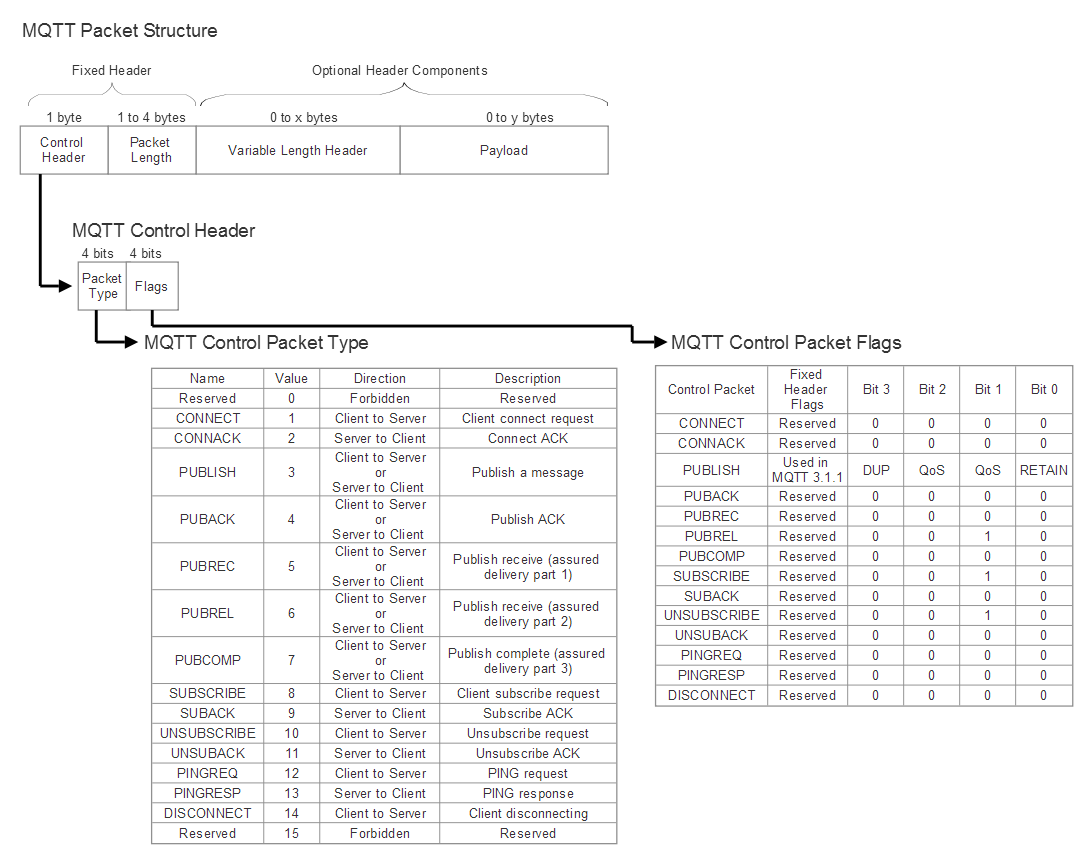 MQTT Packet Structure
Fixed Header Optional Header Components
1 byte 1 to 4 bytes 0 to x bytes 0 to y bytes
Control Header Packet Length Variable Length Header Payload
MQTT Control Header
4 bits 4 bits
Packet Type Flags
MQTT Control Packet Type
Name Value Direction Description
Reserved 0 Forbidden Reserved
CONNECT 1 Client to Server Client connect request
CONNACK 2 Server to Client Connect ACK
PUBLISH 3 Client to Server or Server to Client Publish a message
PUBACK 4 Client to Server or Server to Client Publish ACK
PUBREC 5 Client to Server or Server to Client Publish receive (assured delivery part 1)
PUBREL 6 Client to Server or Server to Client Publish receive (assured delivery part 2)
PUBCOMP 7 Client to Server or Server to Client Publish complete (assured delivery part 3)
SUBSCRIBE 8 Client to Server Client subscribe request
SUBACK 9 Server to Client Subscribe ACK
UNSUBSCRIBE 10 Client to Server Unsubscribe request
UNSUBACK 11 Server to Client Unsubscribe ACK
PINGREQ 12 Client to Server PING request
PINGRESP 13 Server to Client PING response
DISCONNECT 14 Client to Server Client disconnecting
Reserved 15 Forbidden Reserved
MQTT Control Packet Flags
Control Packet Fixed Header Flags Bit 3 Bit 2 Bit 1 Bit 0
CONNECT Reserved 0 0 0 0
CONNACK Reserved 0 0 0 0
PUBLISH Used in MQTT 3.1.1 DUP QoS QoS RETAIN
PUBACK Reserved 0 0 0 0
PUBREC Reserved 0 0 0 0
PUBREL Reserved 0 0 1 0
PUBCOMP Reserved 0 0 0 0
SUBSCRIBE Reserved 0 0 1 0
SUBACK Reserved 0 0 0 0
UNSUBSCRIBE Reserved 0 0 1 0
UNSUBACK Reserved 0 0 0 0
PINGREQ Reserved 0 0 0 0
PINGRESP Reserved 0 0 0 0
DISCONNECT Reserved 0 0 0 0